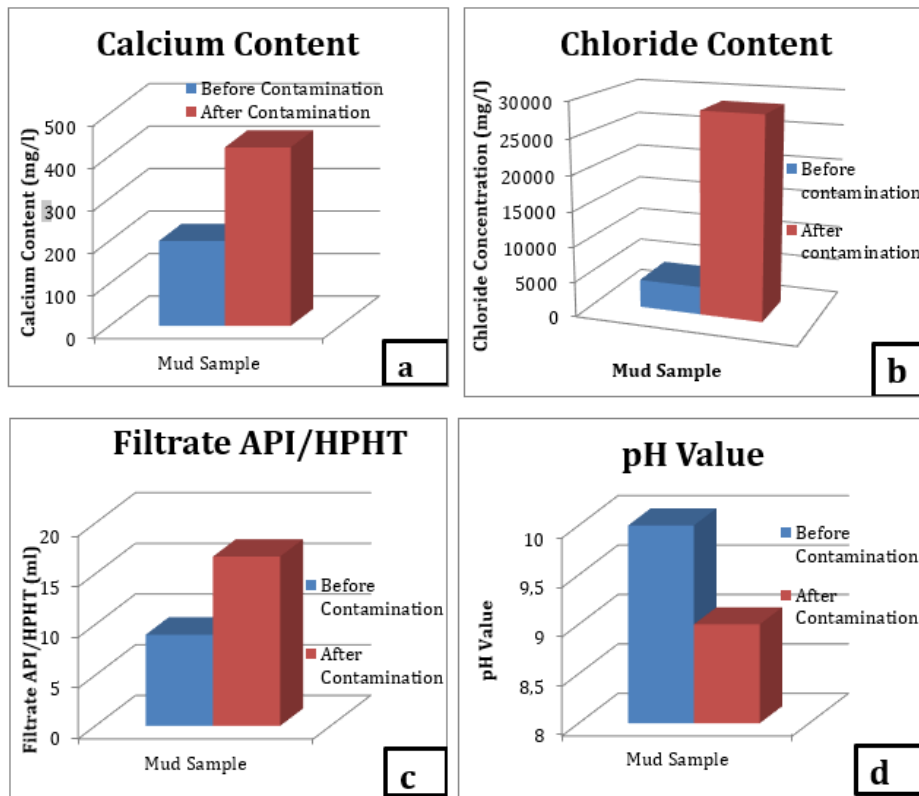 Calcium Content
Before Contamination
After Contamination
Calcium Content (mg/l)
500
400
300
200
100
0
Mud Sample
a
Chloride Content
Chloride Concentration (mg/l)
30000
25000
20000
15000
10000
5000
0
Before
contamination
After
contamination
Mud Sample
b
Filtrate API/HPHT
Filtrate API/HPHT (ml)
20
15
10
5
0
Before
Contamination
After
Contamination
Mud Sample
c
pH Value
pH Value
10
9.5
9
8.5
8
Before
Contamination
After
Contamination
Mud Sample
d